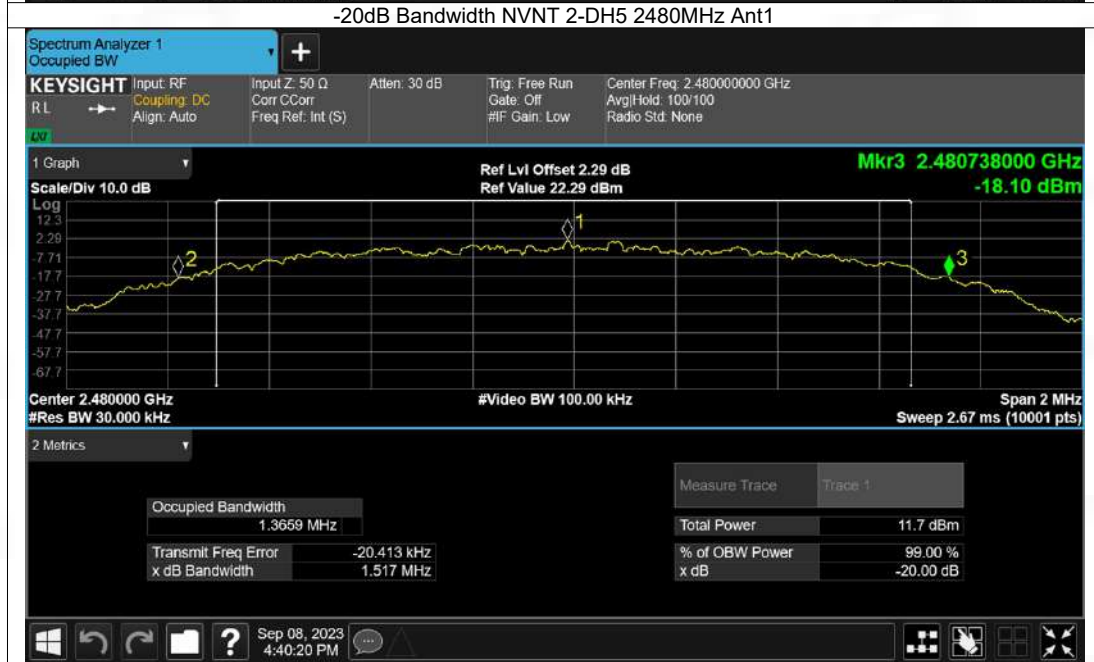 -20dB Bandwidth NVNT 2-DH5 2480MHz Ant1
Spectrum Analyzer 1
Occupied BW
+
KEYSIGHT
R L
LXI
Input: RF
Coupling: DC
Align: Auto
Input Z: 50 Ω
Corr CCorr
Freq Ref: Int (S)
Atten: 30 dB
Trig: Free Run
Gate: Off
#IF Gain: Low
Center Freq: 2.480000000 GHz
Avg|Hold: 100/100
Radio Std: None
1 Graph
Scale/Div 10.0 dB
Ref Lvl Offset 2.29 dB
Ref Value 22.29 dBm
Mkr3 2.480738000 GHz
-18.10 dBm
Log
12.3
2.29
-7.71
-17.7
-27.7
-37.7
-47.7
-57.7
-67.7
1
2
3
Center 2.480000 GHz
#Res BW 30.000 kHz
#Video BW 100.00 kHz
Span 2 MHz
Sweep 2.67 ms (10001 pts)
2 Metrics
Measure Trace Trace 1
Occupied Bandwidth
1.3659 MHz
Total Power 11.7 dBm
Transmit Freq Error -20.413 kHz
% of OBW Power 99.00 %
x dB Bandwidth 1.517 MHz
x dB -20.00 dB
?
Sep 08, 2023
4:40:20 PM